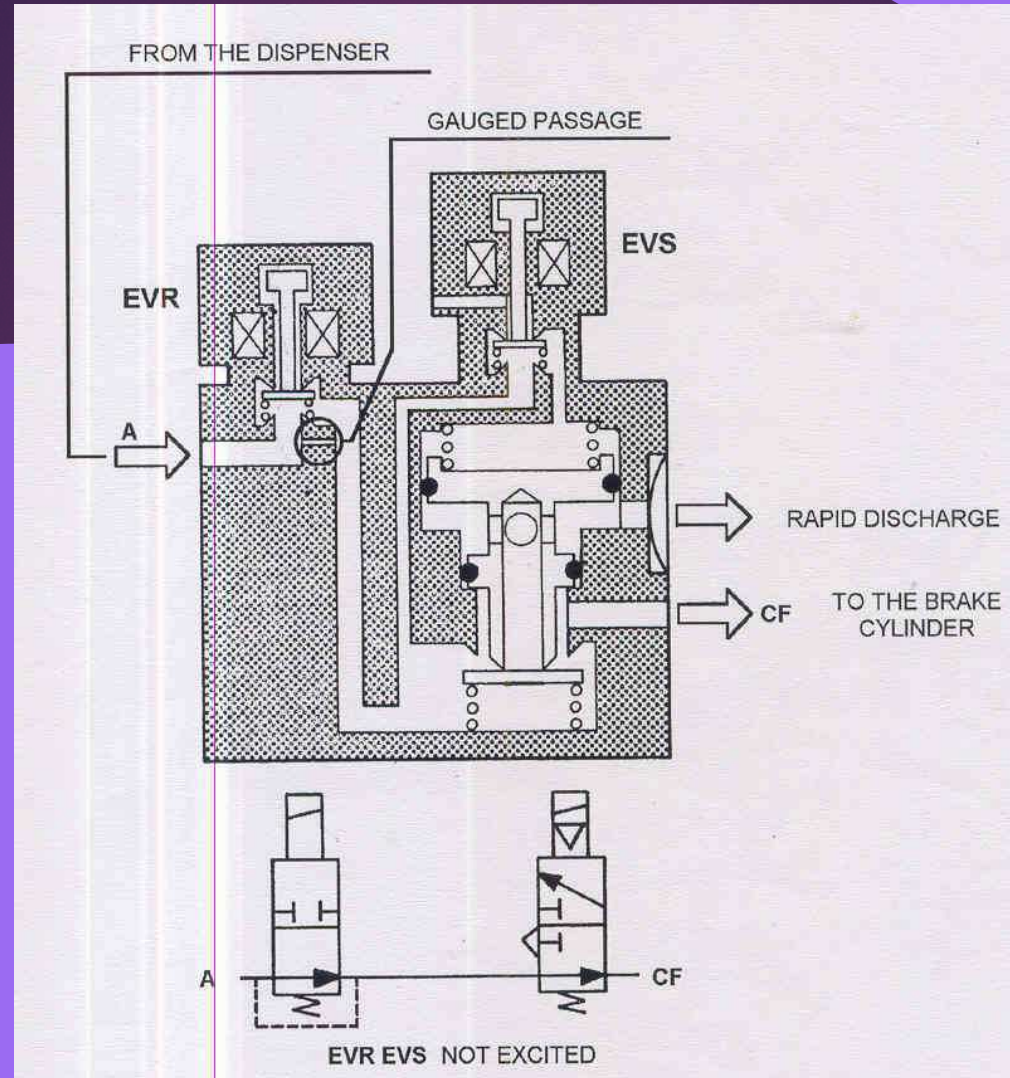 FROM THE DISPENSER
GAUGED PASSAGE
EVS
EVR
A
RAPID DISCHARGE
CF
TO THE BRAKE
CYLINDER
A
CF
EVR EVS NOT EXCITED